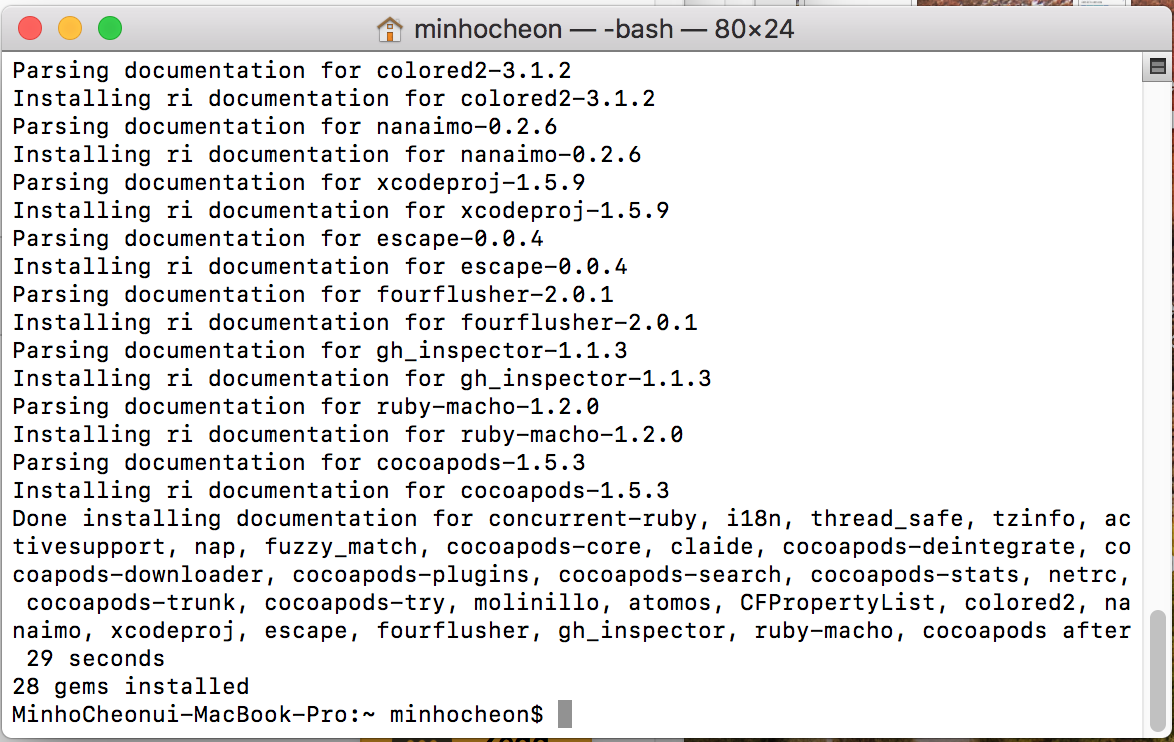 minhocheon — -bash — 80×24
Parsing documentation for colored2-3.1.2
Installing ri documentation for colored2-3.1.2
Parsing documentation for nanaimo-0.2.6
Installing ri documentation for nanaimo-0.2.6
Parsing documentation for xcodeproj-1.5.9
Installing ri documentation for xcodeproj-1.5.9
Parsing documentation for escape-0.0.4
Installing ri documentation for escape-0.0.4
Parsing documentation for fourflusher-2.0.1
Installing ri documentation for fourflusher-2.0.1
Parsing documentation for gh_inspector-1.1.3
Installing ri documentation for gh_inspector-1.1.3
Parsing documentation for ruby-macho-1.2.0
Installing ri documentation for ruby-macho-1.2.0
Parsing documentation for cocoapods-1.5.3
Installing ri documentation for cocoapods-1.5.3
Done installing documentation for concurrent-ruby, i18n, thread_safe, tzinfo, ac
tivesupport, nap, fuzzy_match, cocoapods-core, claide, cocoapods-deintegrate, co
coapods-downloader, cocoapods-plugins, cocoapods-search, cocoapods-stats, netrc,
 cocoapods-trunk, cocoapods-try, molinillo, atomos, CFPropertyList, colored2, na
naimo, xcodeproj, escape, fourflusher, gh_inspector, ruby-macho, cocoapods after
 29 seconds
28 gems installed
MinhoCheonui-MacBook-Pro:~ minhocheon$